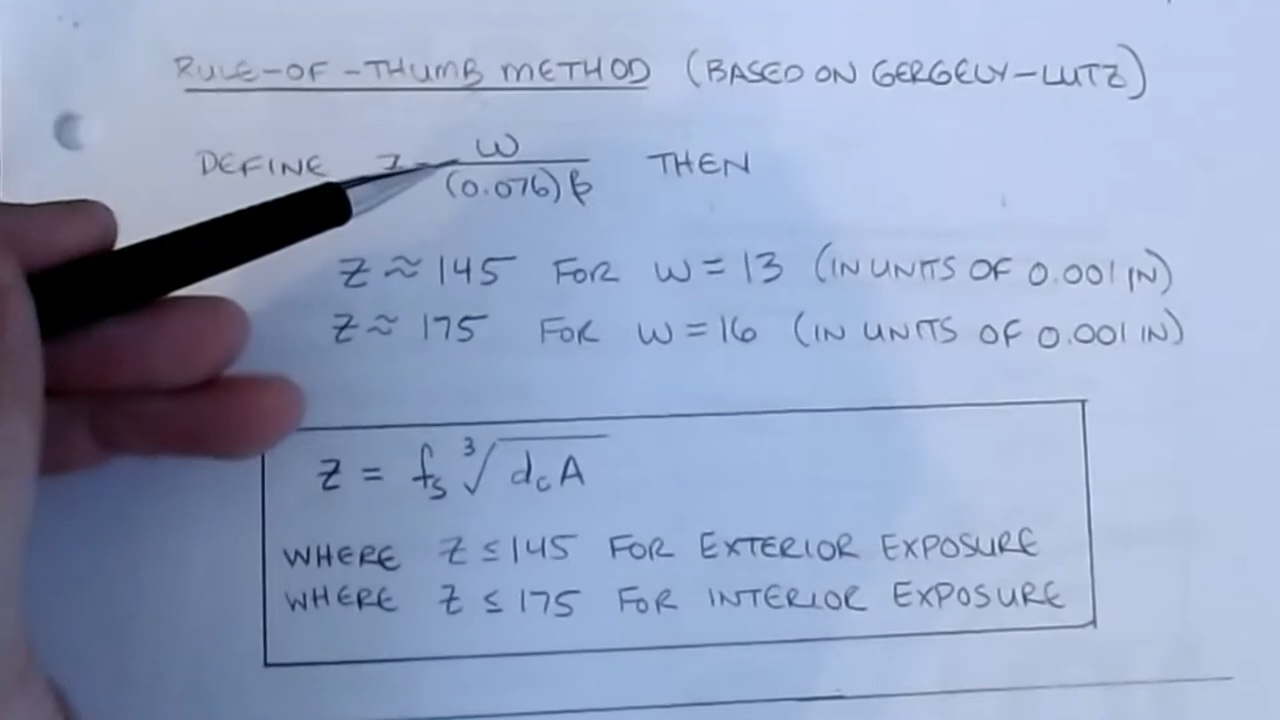 RULE-OF-THUMB METHOD (BASED ON GERGELY-LUTZ)
DEFINE Z = w / (0.076)β THEN
Z ≈ 145 FOR w = 13 (IN UNITS OF 0.001 IN)
Z ≈ 175 FOR w = 16 (IN UNITS OF 0.001 IN)
Z = fs ∛(dcA)
WHERE Z ≤ 145 FOR EXTERIOR EXPOSURE
WHERE Z ≤ 175 FOR INTERIOR EXPOSURE